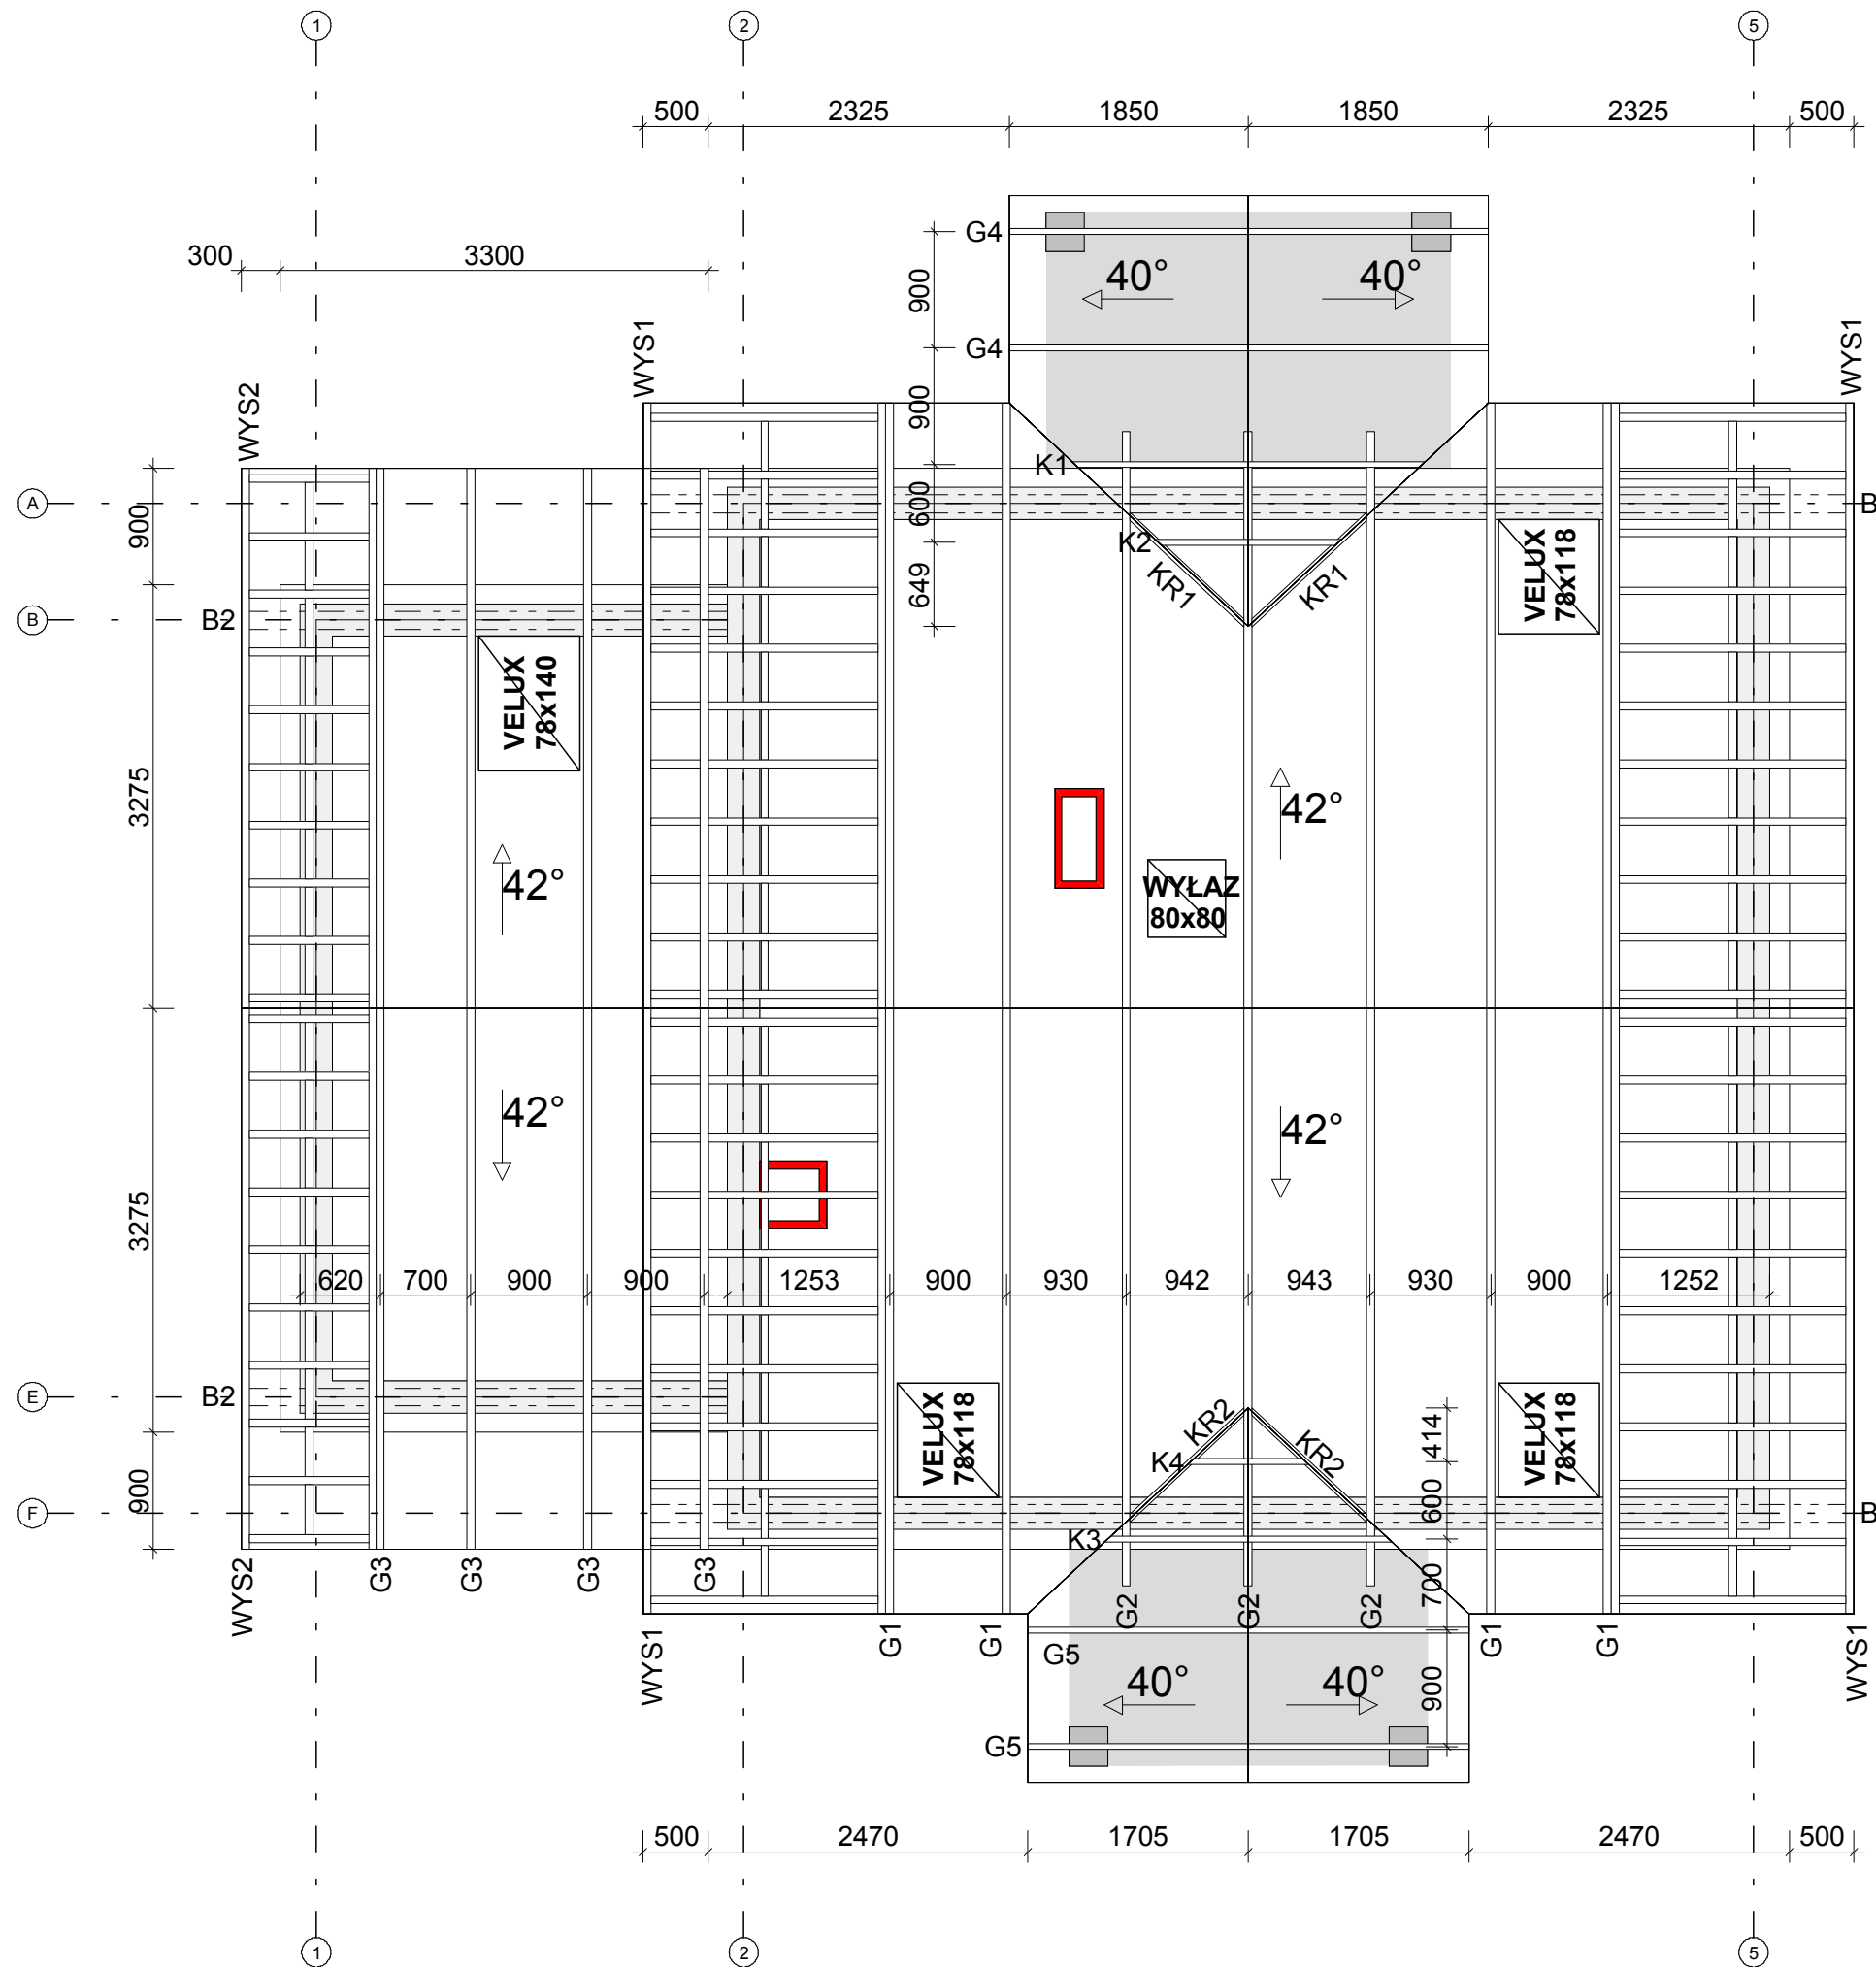 1
2
5
500
2325
1850
1850
2325
500
300
3300
G4
40°
40°
900
G4
WYS1
WYS1
WYS2
900
K1
A
900
600
B
K2
VELUX
78x118
KR1
KR1
649
B
B2
VELUX
78x140
3275
42°
42°
WYŁAZ
80x80
42°
42°
3275
620
700
900
900
1253
900
930
942
943
930
900
1252
E
B2
VELUX
78x118
KR2
KR2
K4
VELUX
78x118
414
900
F
600
B
K3
WYS2
G3
G3
G3
G3
700
G2
G2
G2
WYS1
G1
G1
G1
G1
WYS1
G5
40°
40°
900
G5
500
2470
1705
1705
2470
500
1
2
5